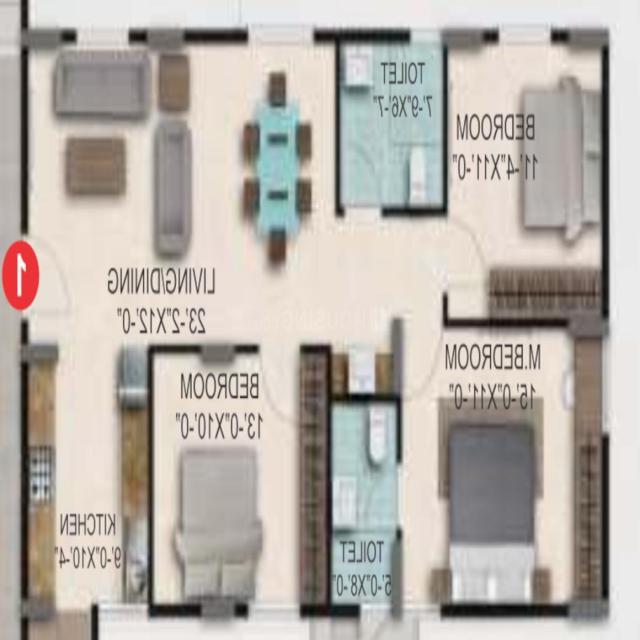 TOILET
7'-9"X6'-7"
BEDROOM
11'-4"X11'-0"
1
LIVING/DINING
23'-2"X12'-0"
M.BEDROOM
15'-0"X11'-0"
BEDROOM
13'-0"X10'-0"
KITCHEN
9'-0"X10'-4"
TOILET
5'-0"X8'-0"